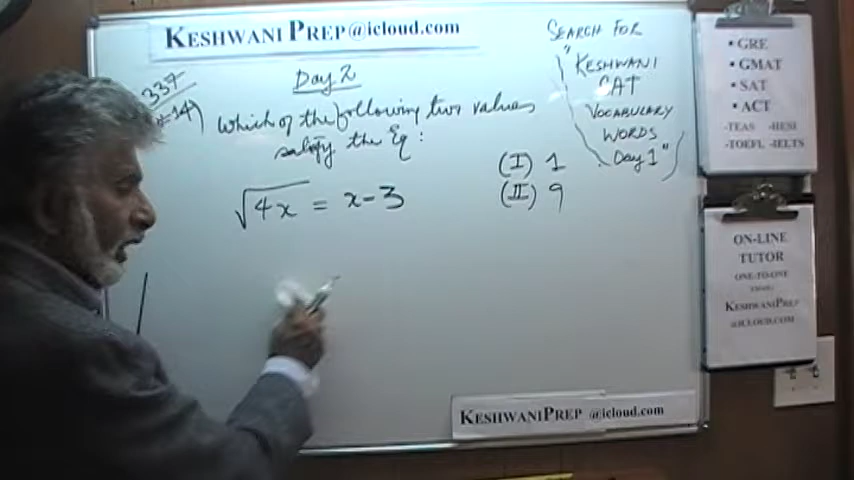 KESHWANI PREP@iCLOUD.com
Day 2
337
Which of the following two values
satisfy the Eq:
√4x = x-3
(I) 1
(II) 9
SEARCH FOR
"KESHWANI
CAT
VOCABULARY
WORDS
Day 1"
• GRE
• GMAT
• SAT
• ACT
-TEAS -HESI
-TOEFL -IELTS
ON-LINE
TUTOR
ONE-TO-ONE
KESHWANIPREP
@ICLOUD.COM
KESHWANIPREP @icloud.com